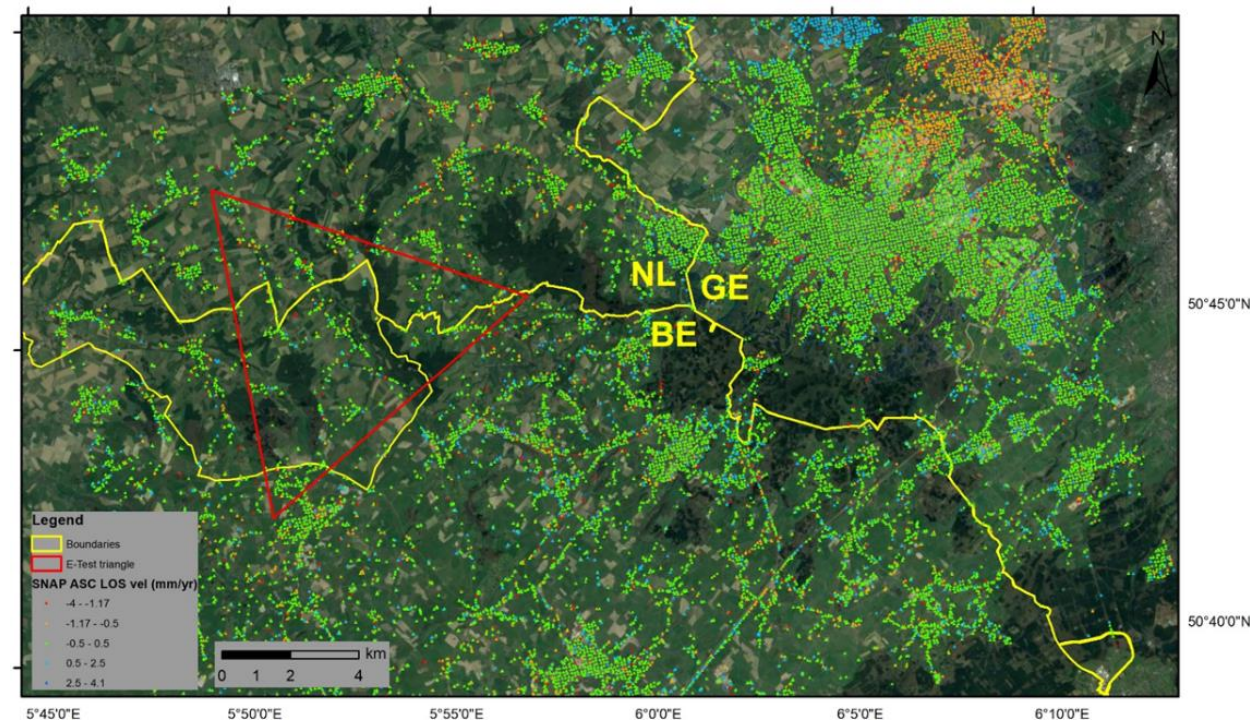 N
NL
GE
BE
50°45'0"N
Legend
Boundaries
E-Test triangle
SNAP ASC LOS vel (mm/yr)
-4 - -1.17
-1.17 - -0.5
-0.5 - 0.5
0.5 - 2.5
2.5 - 4.1
km
0 1 2 4
50°40'0"N
5°45'0"E 5°50'0"E 5°55'0"E 6°0'0"E 6°5'0"E 6°10'0"E